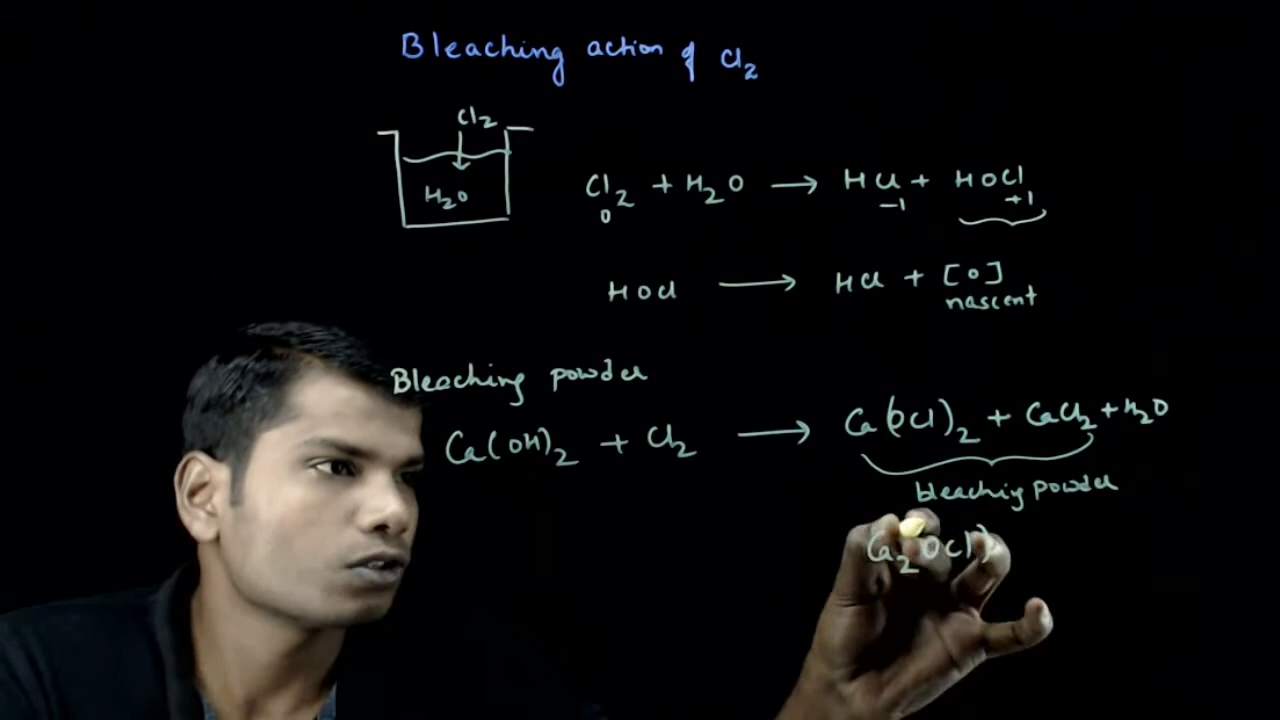 Bleaching action of Cl2
Cl2
H2O
Cl2 + H2O → HCl + HOCl
0 -1 +1
HOCl → HCl + [O]
nascent
Bleaching powder
Ca(OH)2 + Cl2 → Ca(OCl)2 + CaCl2 + H2O
bleaching powder
Ca2OCl)